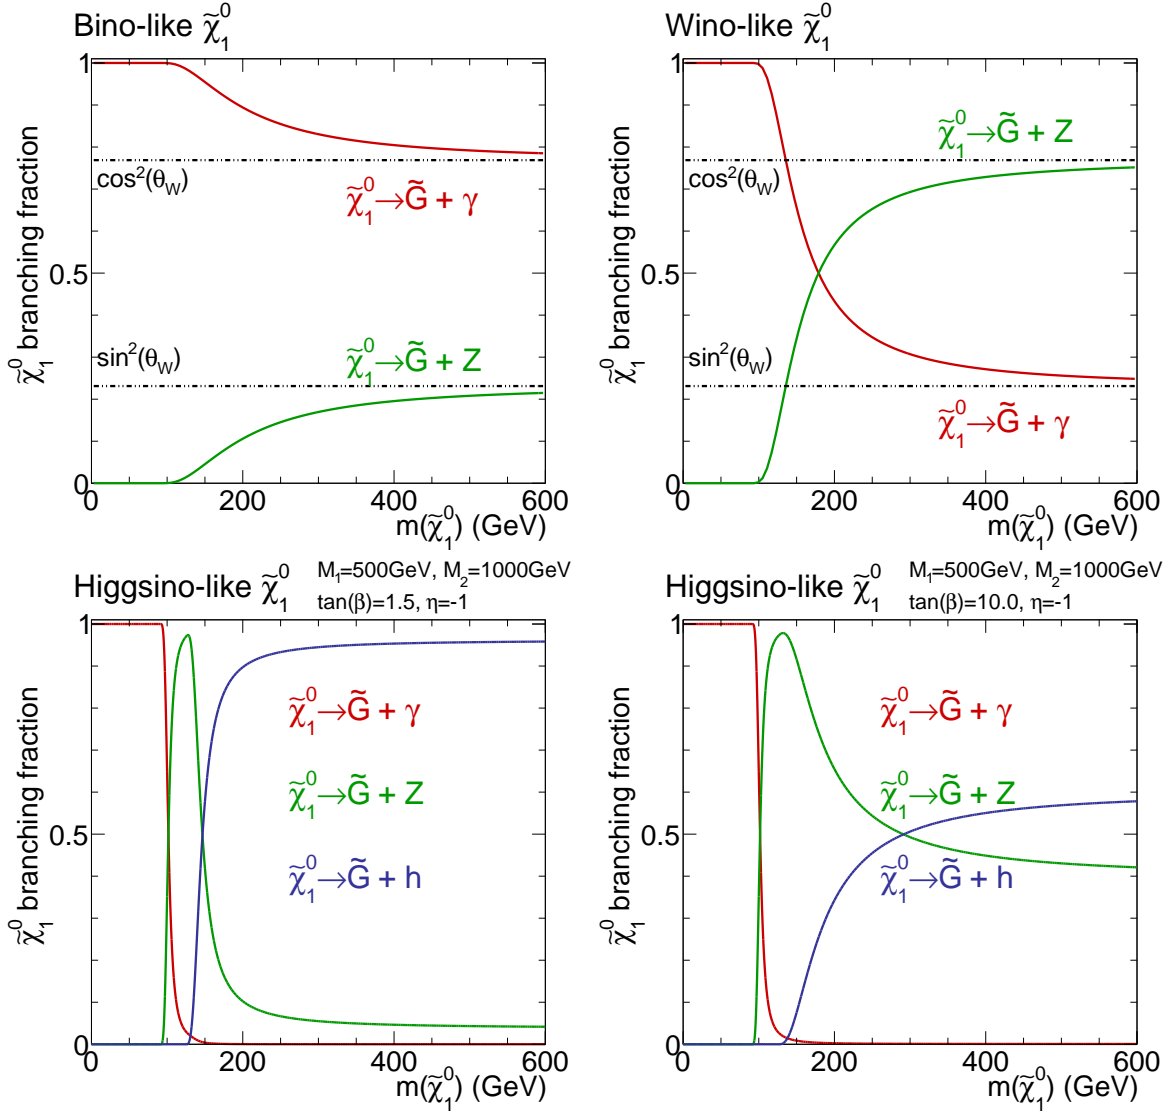 Bino-like χ̃₁⁰
χ̃₁⁰ branching fraction
1
0.5
0
cos²(θ_W)
χ̃₁⁰→G̃ + γ
sin²(θ_W)
χ̃₁⁰→G̃ + Z
0 200 400 600
m(χ̃₁⁰) (GeV)
Wino-like χ̃₁⁰
χ̃₁⁰ branching fraction
1
0.5
0
χ̃₁⁰→G̃ + Z
cos²(θ_W)
sin²(θ_W)
χ̃₁⁰→G̃ + γ
0 200 400 600
m(χ̃₁⁰) (GeV)
Higgsino-like χ̃₁⁰
M₁=500GeV, M₂=1000GeV
tan(β)=1.5, η=-1
χ̃₁⁰ branching fraction
1
0.5
0
χ̃₁⁰→G̃ + γ
χ̃₁⁰→G̃ + Z
χ̃₁⁰→G̃ + h
0 200 400 600
m(χ̃₁⁰) (GeV)
Higgsino-like χ̃₁⁰
M₁=500GeV, M₂=1000GeV
tan(β)=10.0, η=-1
χ̃₁⁰ branching fraction
1
0.5
0
χ̃₁⁰→G̃ + γ
χ̃₁⁰→G̃ + Z
χ̃₁⁰→G̃ + h
0 200 400 600
m(χ̃₁⁰) (GeV)